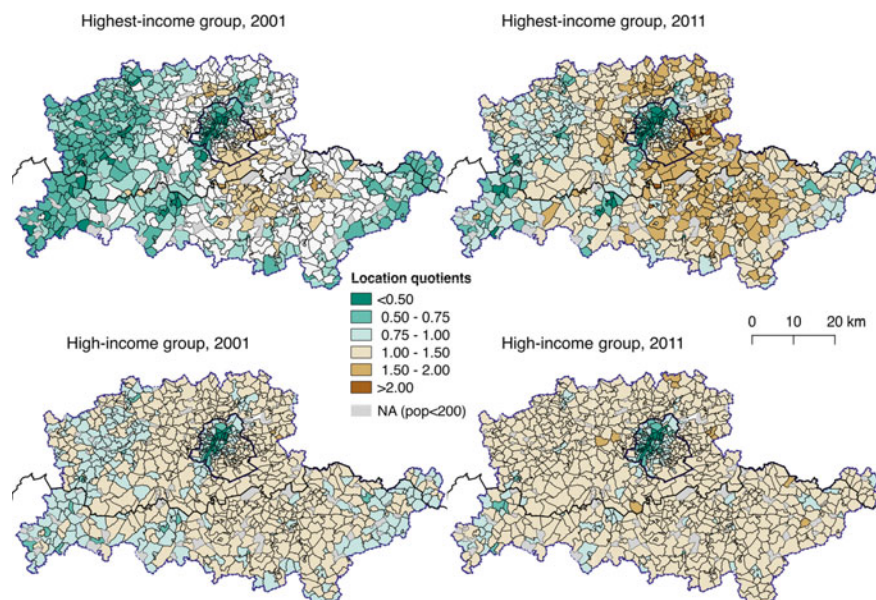 Highest-income group, 2001
Highest-income group, 2011
Location quotients
<0.50
0.50 - 0.75
0.75 - 1.00
1.00 - 1.50
1.50 - 2.00
>2.00
NA (pop<200)
0 10 20 km
High-income group, 2001
High-income group, 2011